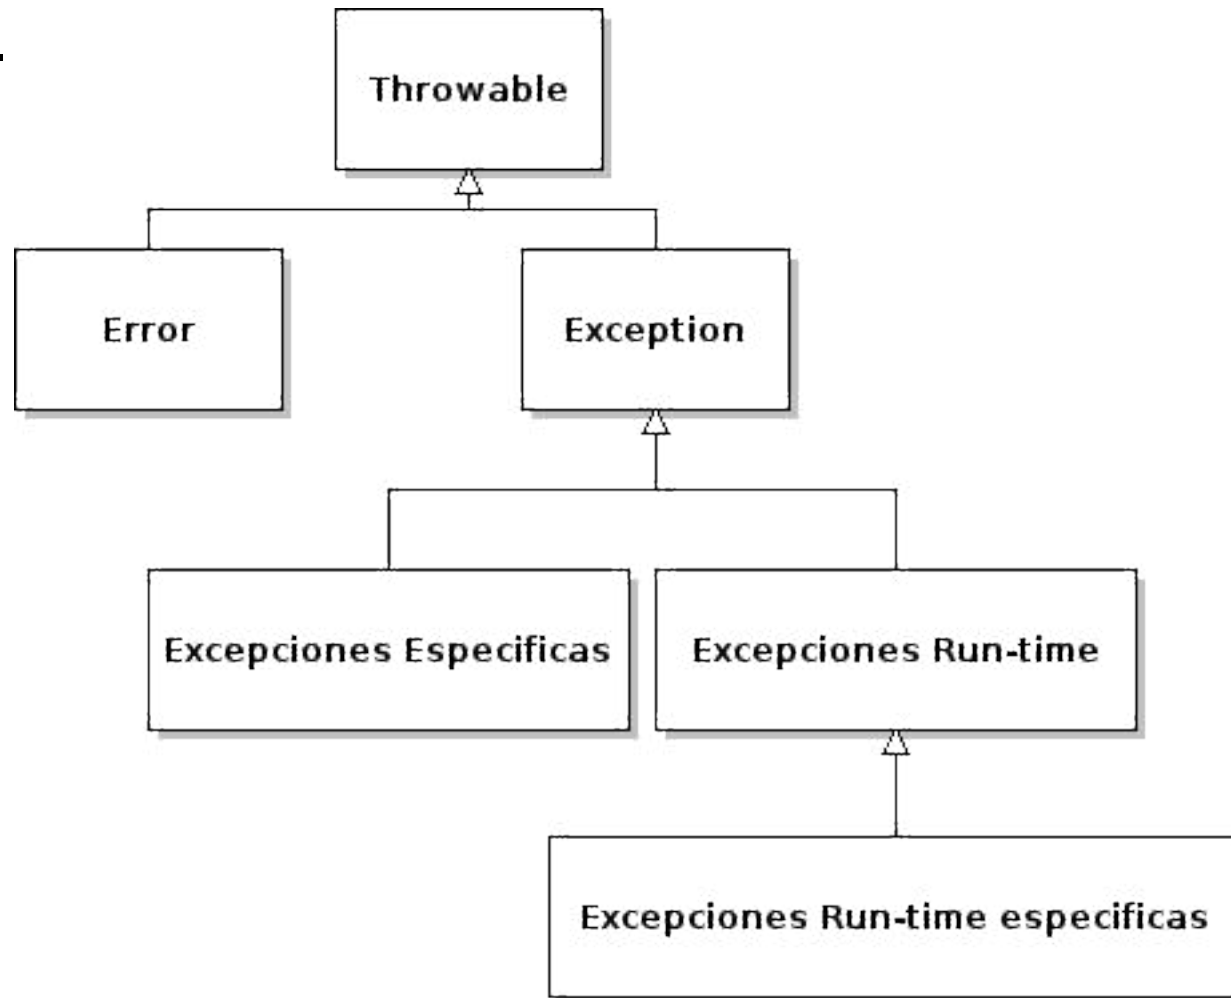 Throwable
Error
Exception
Excepciones Especificas
Excepciones Run-time
Excepciones Run-time especificas